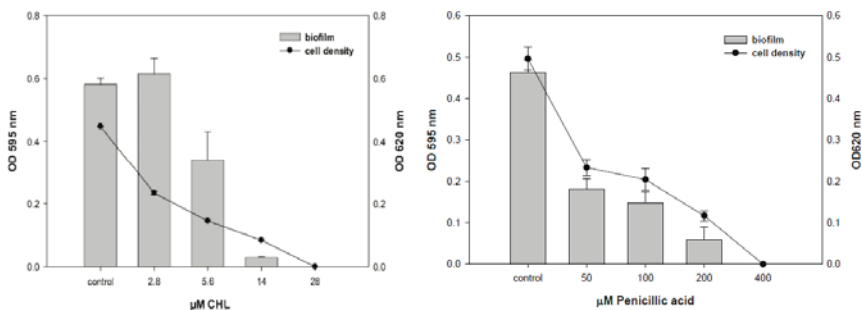 0.8
0.6
0.4
0.2
0.0
OD 595 nm
0.8
0.6
0.4
0.2
0.0
OD 620 nm
biofilm
cell density
control 2.8 5.6 14 28
µM CHL
0.6
0.5
0.4
0.3
0.2
0.1
0.0
OD 595 nm
0.6
0.5
0.4
0.3
0.2
0.1
0.0
OD620 nm
biofilm
cell density
control 50 100 200 400
µM Penicillic acid